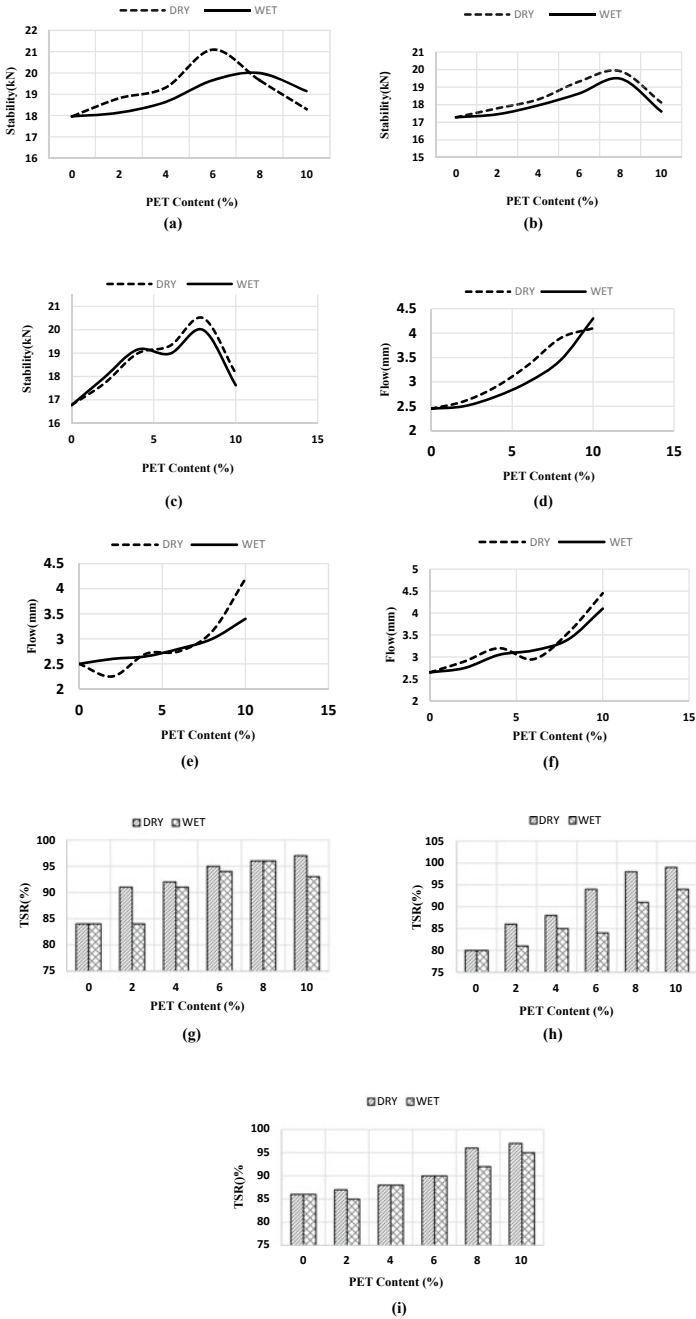 DRY WET
22
21
20
19
18
17
16
Stability(kN)
0 2 4 6 8 10
PET Content (%)
(a)
DRY WET
21
20
19
18
17
16
15
Stability(kN)
0 2 4 6 8 10
PET Content (%)
(b)
DRY WET
21
20
19
18
17
16
Stability(kN)
0 5 10 15
PET Content (%)
(c)
DRY WET
4.5
4
3.5
3
2.5
2
Flow(mm)
0 5 10 15
PET Content (%)
(d)
DRY WET
4.5
4
3.5
3
2.5
2
Flow(mm)
0 5 10 15
PET Content (%)
(e)
DRY WET
5
4.5
4
3.5
3
2.5
2
Flow(mm)
0 5 10 15
PET Content (%)
(f)
DRY WET
100
95
90
85
80
75
TSR(%)
0 2 4 6 8 10
PET Content (%)
(g)
DRY WET
105
100
95
90
85
80
75
TSR(%)
0 2 4 6 8 10
PET Content (%)
(h)
DRY WET
100
95
90
85
80
75
TSR()%
0 2 4 6 8 10
PET Content (%)
(i)